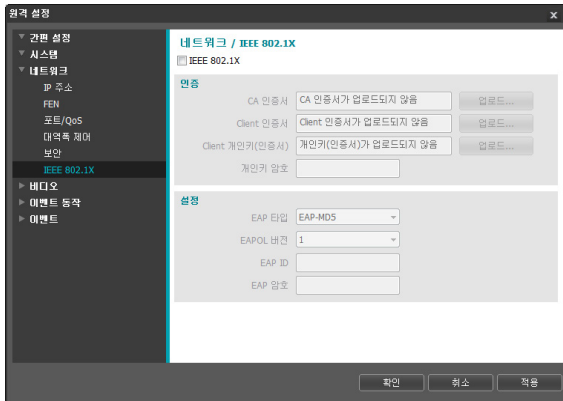 원격 설정
x
간편 설정
시스템
네트워크
IP 주소
FEN
포트/QoS
대역폭 제어
보안
IEEE 802.1X
비디오
이벤트 동작
이벤트
네트워크 / IEEE 802.1X
IEEE 802.1X
인증
CA 인증서 CA 인증서가 업로드되지 않음 업로드...
Client 인증서 Client 인증서가 업로드되지 않음 업로드...
Client 개인키(인증서) 개인키(인증서)가 업로드되지 않음 업로드...
개인키 암호
설정
EAP 타입 EAP-MD5
EAPOL 버전 1
EAP ID
EAP 암호
확인 취소 적용